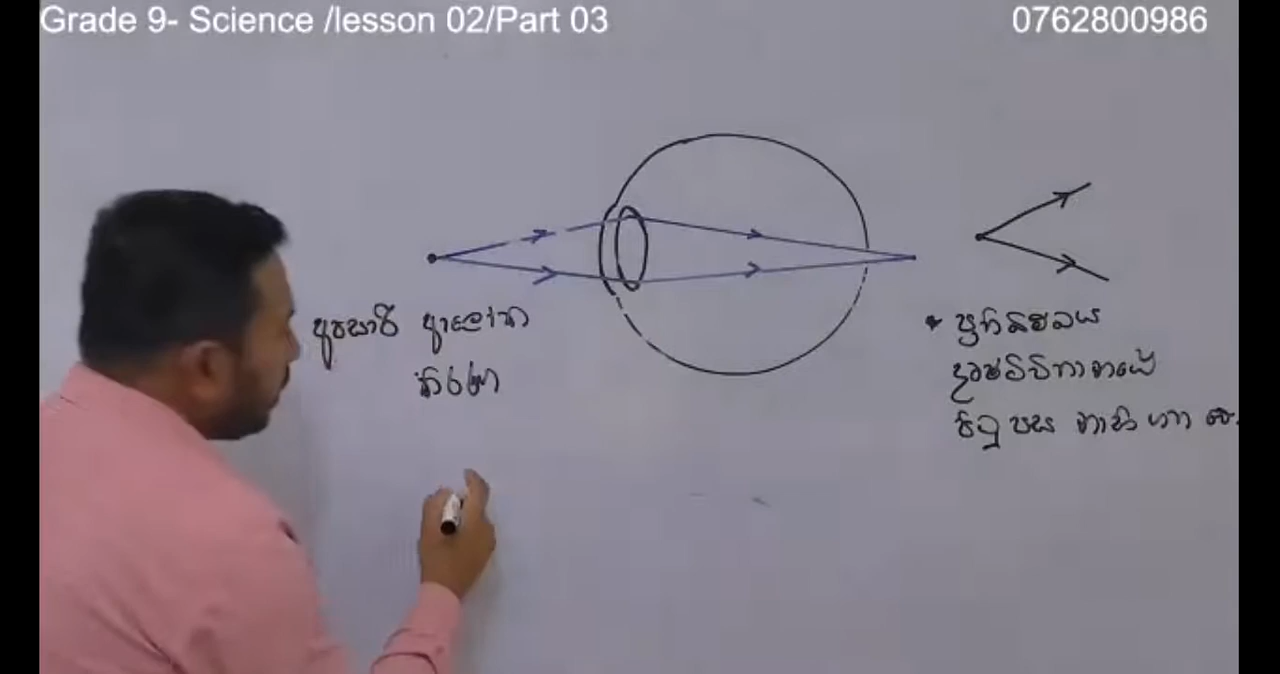 Grade 9- Science /lesson 02/Part 03
0762800986
අපසාරී ආලෝක
කිරණ
* ප්‍රතිබිම්බය
දෘෂ්ටිවිතානයේ
පිටුපස නාභිගත වේ.